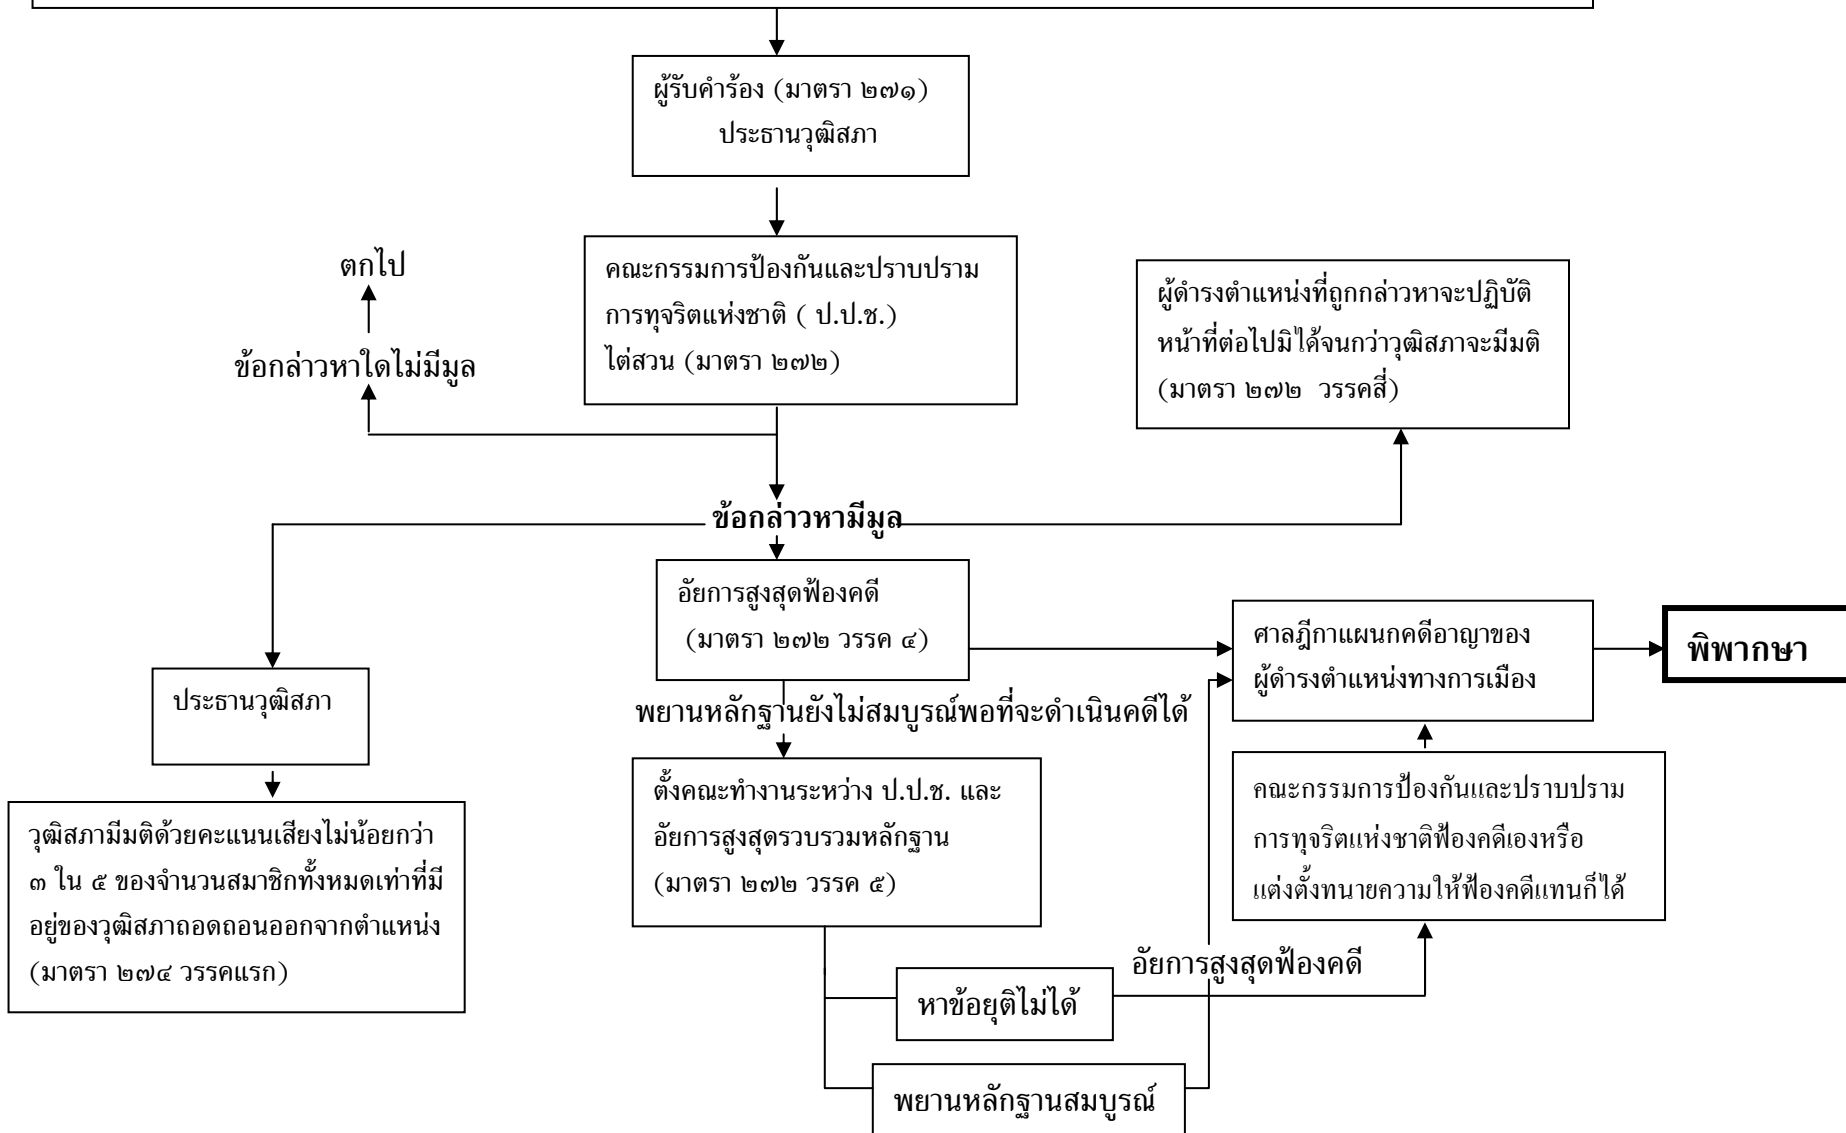 ผู้รับคำร้อง (มาตรา ๒๗๑)
ประธานวุฒิสภา
คณะกรรมการป้องกันและปราบปราม
การทุจริตแห่งชาติ ( ป.ป.ช.)
ไต่สวน (มาตรา ๒๗๒)
ตกไป
ข้อกล่าวหาใดไม่มีมูล
ผู้ดำรงตำแหน่งที่ถูกกล่าวหาจะปฏิบัติ
หน้าที่ต่อไปมิได้จนกว่าวุฒิสภาจะมีมติ
(มาตรา ๒๗๒ วรรคสี่)
ข้อกล่าวหามีมูล
อัยการสูงสุดฟ้องคดี
(มาตรา ๒๗๒ วรรค ๔)
ศาลฎีกาแผนกคดีอาญาของ
ผู้ดำรงตำแหน่งทางการเมือง
พิพากษา
ประธานวุฒิสภา
พยานหลักฐานยังไม่สมบูรณ์พอที่จะดำเนินคดีได้
ตั้งคณะทำงานระหว่าง ป.ป.ช. และ
อัยการสูงสุดรวบรวมหลักฐาน
(มาตรา ๒๗๒ วรรค ๕)
คณะกรรมการป้องกันและปราบปราม
การทุจริตแห่งชาติฟ้องคดีเองหรือ
แต่งตั้งทนายความให้ฟ้องคดีแทนก็ได้
วุฒิสภามีมติด้วยคะแนนเสียงไม่น้อยกว่า
๓ ใน ๕ ของจำนวนสมาชิกทั้งหมดเท่าที่มี
อยู่ของวุฒิสภาถอดถอนออกจากตำแหน่ง
(มาตรา ๒๗๔ วรรคแรก)
อัยการสูงสุดฟ้องคดี
หาข้อยุติไม่ได้
พยานหลักฐานสมบูรณ์